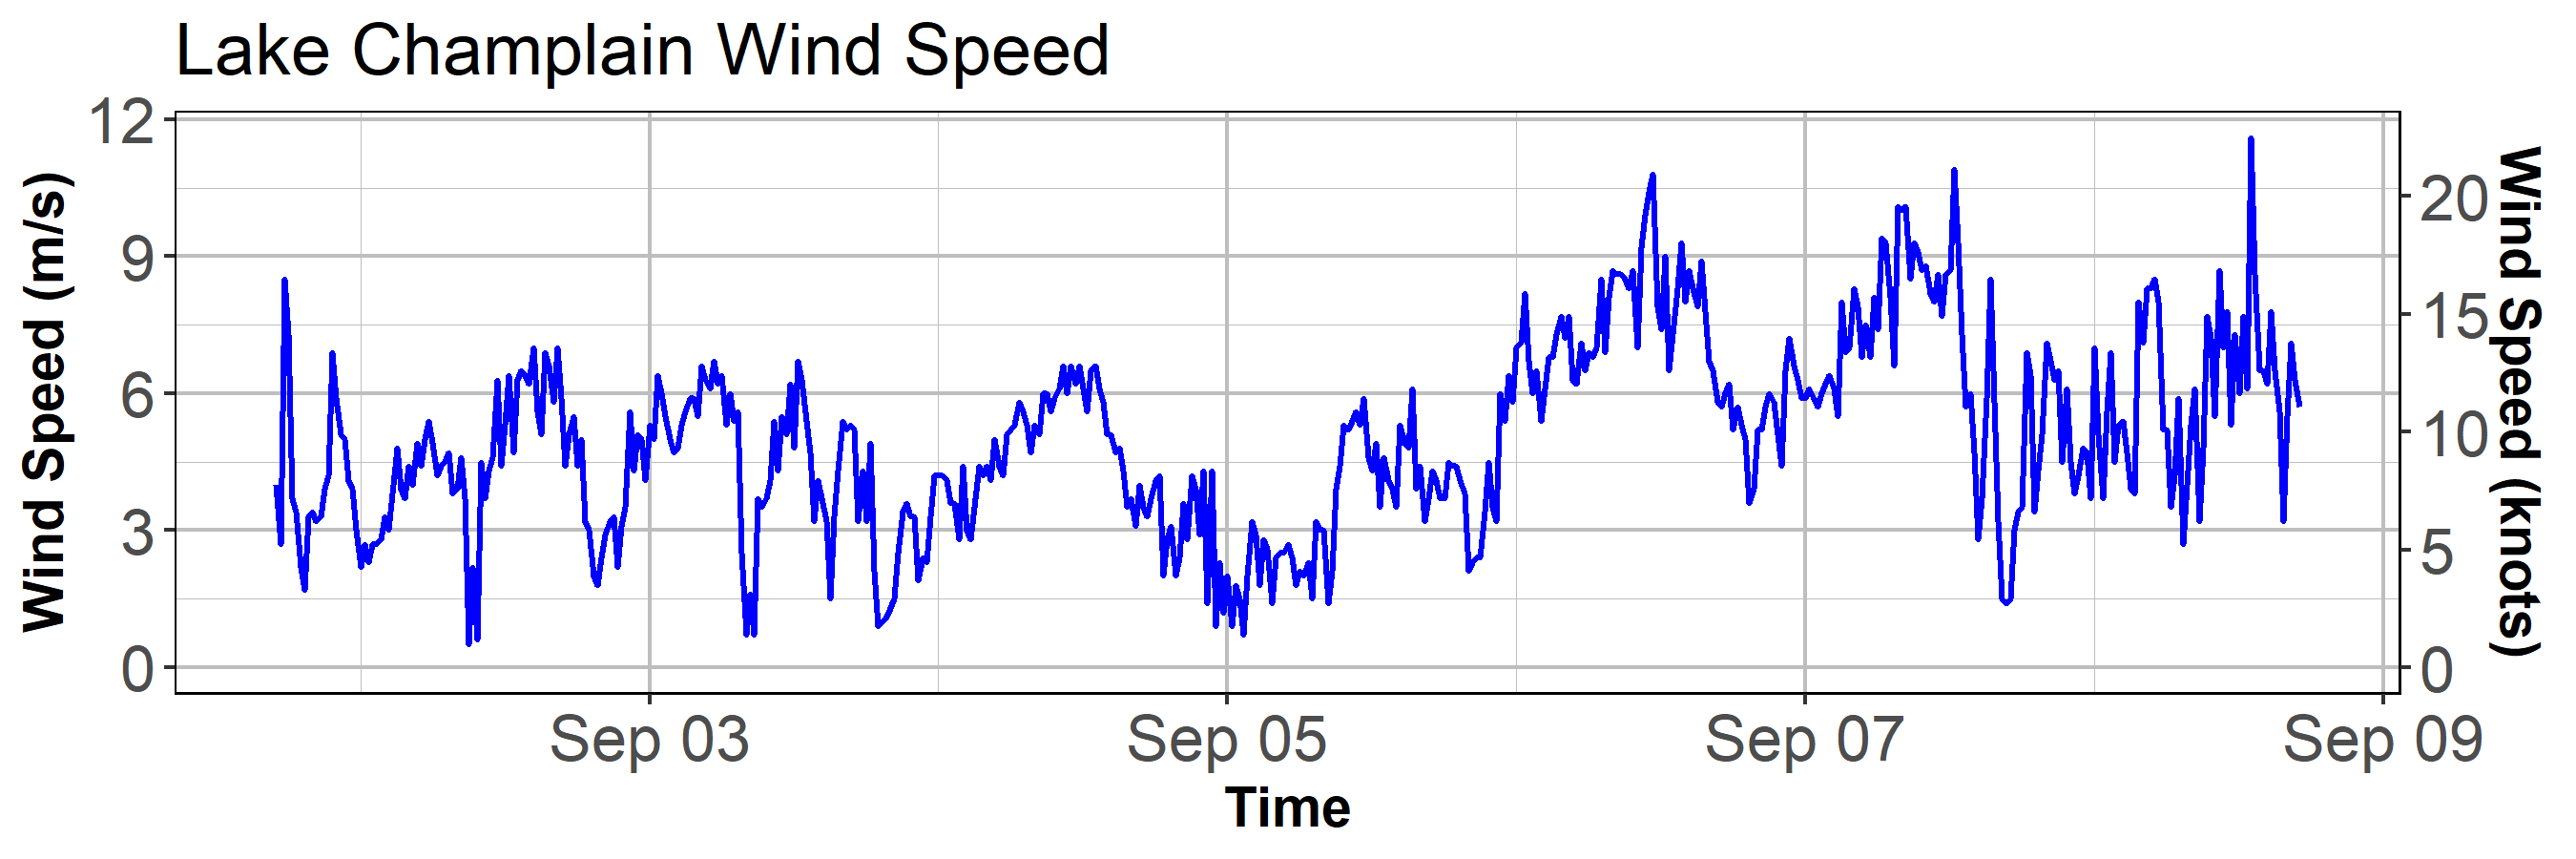 Lake Champlain Wind Speed
Wind Speed (m/s)
12
9
6
3
0
20
15
10
5
0
Wind Speed (knots)
Sep 03
Sep 05
Sep 07
Sep 09
Time